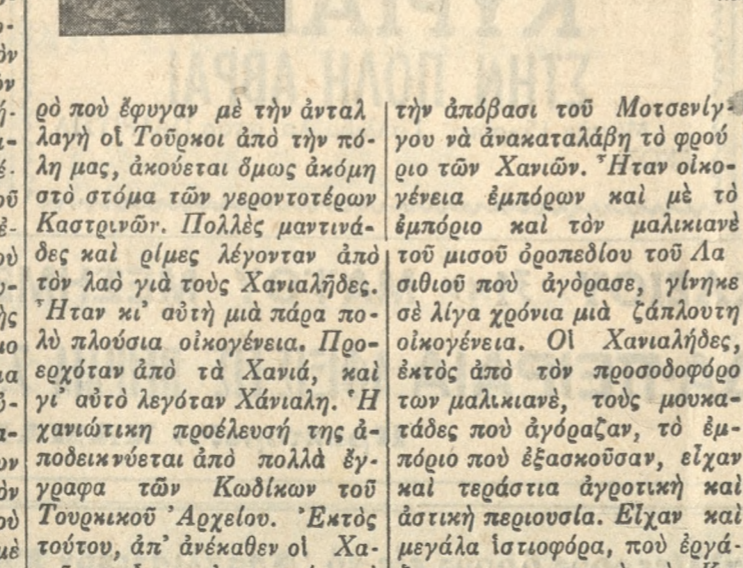 ρὸ ποὺ ἔφυγαν μὲ τὴν ἀνταλ
λαγὴ οἱ Τοῦρκοι ἀπὸ τὴν πό-
λη μας, ἀκούεται ὅμως ἀκόμη
στὸ στόμα τῶν γεροντοτέρων
Καστρινῶν. Πολλὲς μαντινά-
δες καὶ ρίμες λέγονταν ἀπὸ
τὸν λαὸ γιὰ τοὺς Χανιαλῆδες.
Ἦταν κι' αὐτὴ μιὰ πάρα πο-
λὺ πλούσια οἰκογένεια. Προ-
ερχόταν ἀπὸ τὰ Χανιά, καὶ
γι' αὐτὸ λεγόταν Χάνιαλη. Ἡ
χανιώτικη προέλευσή της ἀ-
ποδεικνύεται ἀπὸ πολλὰ ἔγ-
γραφα τῶν Κωδίκων τοῦ
Τουρκικοῦ Ἀρχείου. Ἐκτὸς
τούτου, ἀπ' ἀνέκαθεν οἱ Χα-
τὴν ἀπόβασι τοῦ Μοτσενίγ-
γου νὰ ἀνακαταλάβη τὸ φρού
ριο τῶν Χανιῶν. Ἦταν οἰκο-
γένεια ἐμπόρων καὶ μὲ τὸ
ἐμπόριο καὶ τὸν μαλικιανὲ
τοῦ μισοῦ ὀροπεδίου τοῦ Λα
σιθιοῦ ποὺ ἀγόρασε, γίνηκε
σὲ λίγα χρόνια μιὰ ζάπλουτη
οἰκογένεια. Οἱ Χανιαλῆδες,
ἐκτὸς ἀπὸ τὸν προσοδοφόρο
των μαλικιανὲ, τοὺς μουκα-
τάδες ποὺ ἀγόραζαν, τὸ ἐμ-
πόριο ποὺ ἐξασκοῦσαν, εἶχαν
καὶ τεράστια ἀγροτικὴ καὶ
ἀστικὴ περιουσία. Εἶχαν καὶ
μεγάλα ἱστιοφόρα, ποὺ ἐργά-